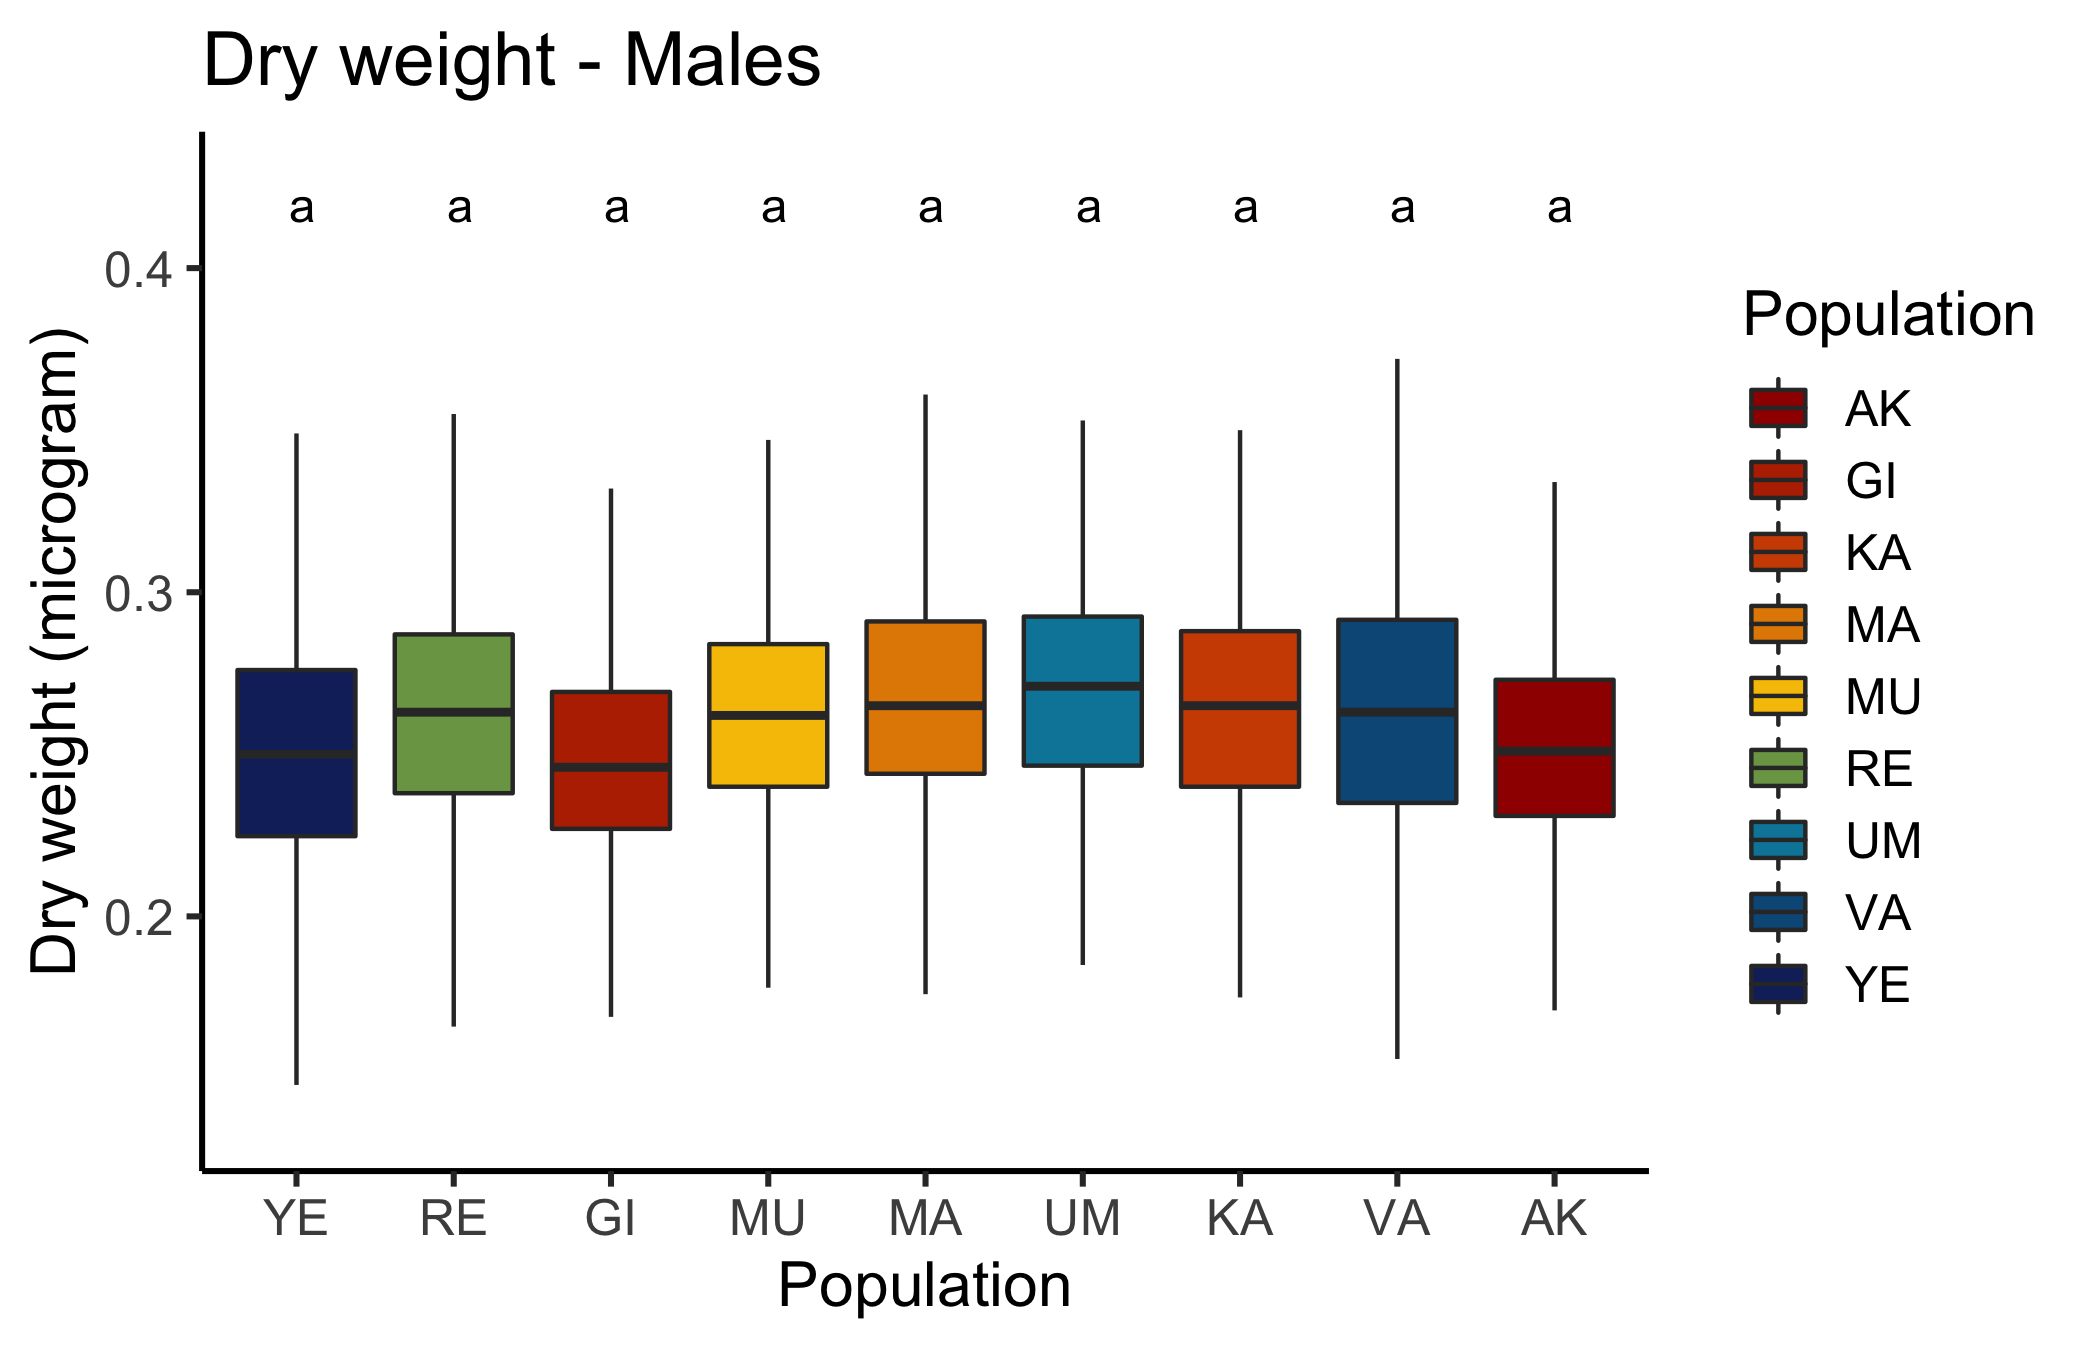 Dry weight - Males
a a a a a a a a a
0.4
0.3
0.2
Dry weight (microgram)
YE RE GI MU MA UM KA VA AK
Population
Population
AK
GI
KA
MA
MU
RE
UM
VA
YE